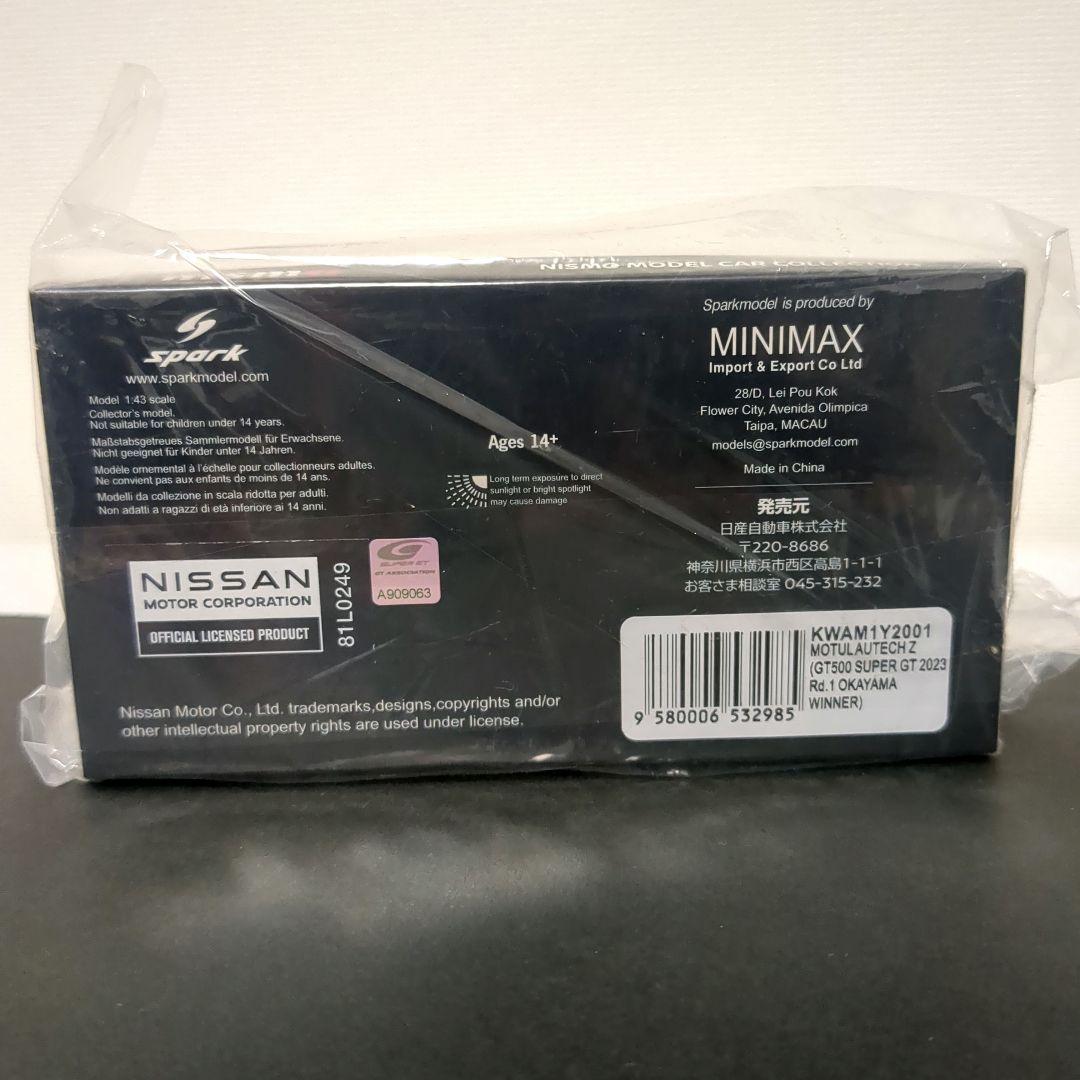 NISMO MODEL CAR COLLECTION
spark
www.sparkmodel.com
Model 1:43 scale
Collector's model.
Not suitable for children under 14 years.
Maßstabsgetreues Sammlermodell für Erwachsene.
Nicht geeignet für Kinder unter 14 Jahren.
Modèle ornemental à l'échelle pour collectionneurs adultes.
Ne convient pas aux enfants de moins de 14 ans.
Modelli da collezione in scala ridotta per adulti.
Non adatti a ragazzi di età inferiore ai 14 anni.
Ages 14+
Long term exposure to direct
sunlight or bright spotlight
may cause damage
Sparkmodel is produced by
MINIMAX
Import & Export Co Ltd
28/D, Lei Pou Kok
Flower City, Avenida Olimpica
Taipa, MACAU
models@sparkmodel.com
Made in China
発売元
日産自動車株式会社
〒220-8686
神奈川県横浜市西区高島1-1-1
お客さま相談室 045-315-232
NISSAN
MOTOR CORPORATION
OFFICIAL LICENSED PRODUCT
81L0249
SUPER GT
GT ASSOCIATION
A909063
Nissan Motor Co., Ltd. trademarks,designs,copyrights and/or
other intellectual property rights are used under license.
KWAM1Y2001
MOTUL AUTECH Z
(GT500 SUPER GT 2023
Rd.1 OKAYAMA
WINNER)
9 580006 532985